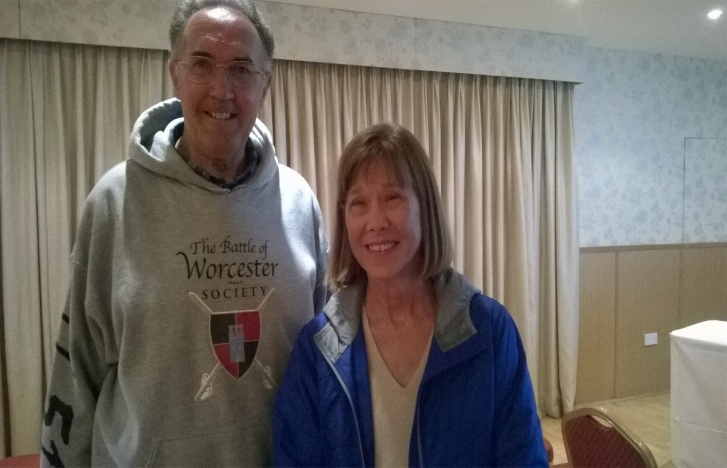 The Battle of
Worcester
SOCIETY